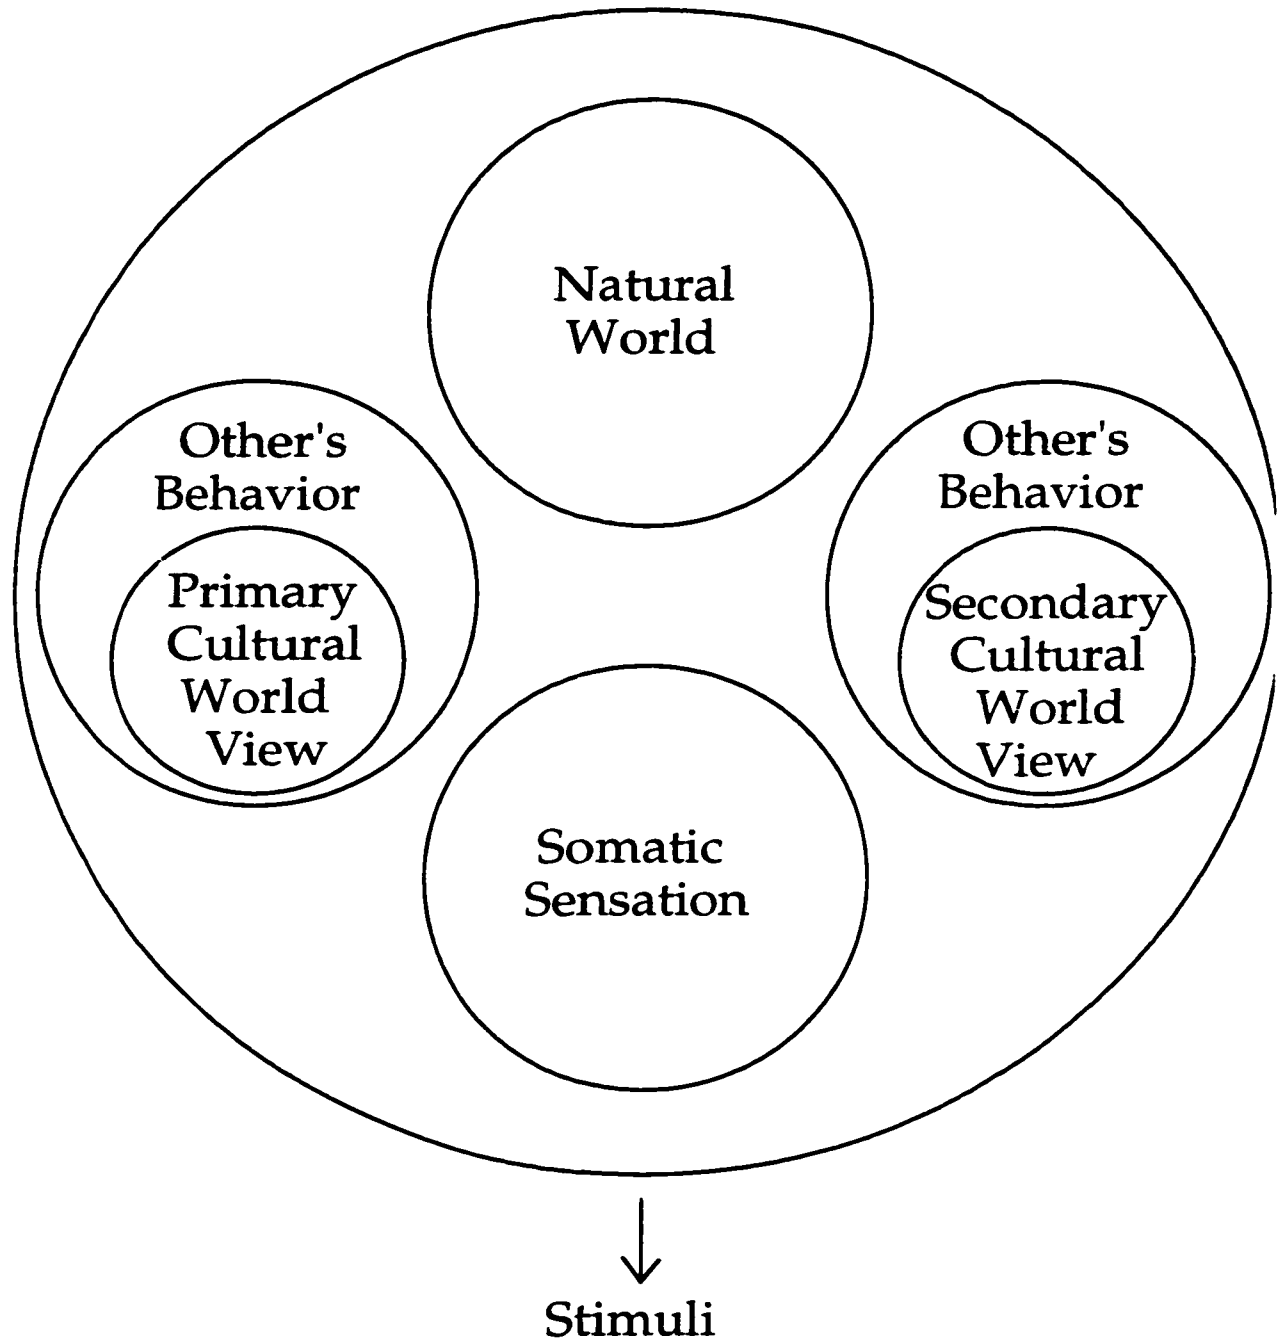 Natural
World
Other's
Behavior
Primary
Cultural
World
View
Other's
Behavior
Secondary
Cultural
World
View
Somatic
Sensation
Stimuli